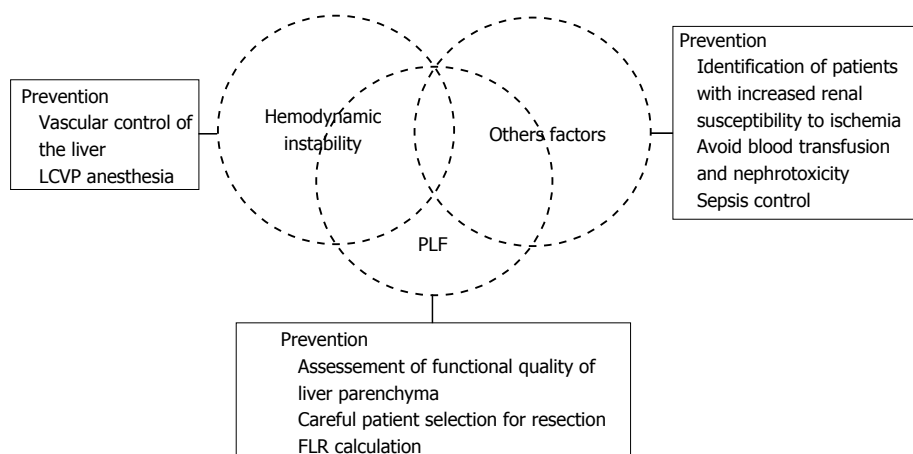 Prevention
Vascular control of
the liver
LCVP anesthesia
Hemodynamic
instability
Others factors
PLF
Prevention
Identification of patients
with increased renal
susceptibility to ischemia
Avoid blood transfusion
and nephrotoxicity
Sepsis control
Prevention
Assessement of functional quality of
liver parenchyma
Careful patient selection for resection
FLR calculation